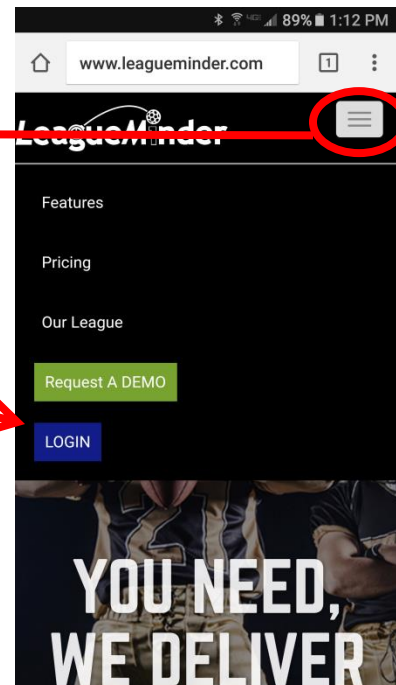 89% 1:12 PM
www.leagueminder.com 1
LeagueMinder
Features
Pricing
Our League
Request A DEMO
LOGIN
YOU NEED,
WE DELIVER